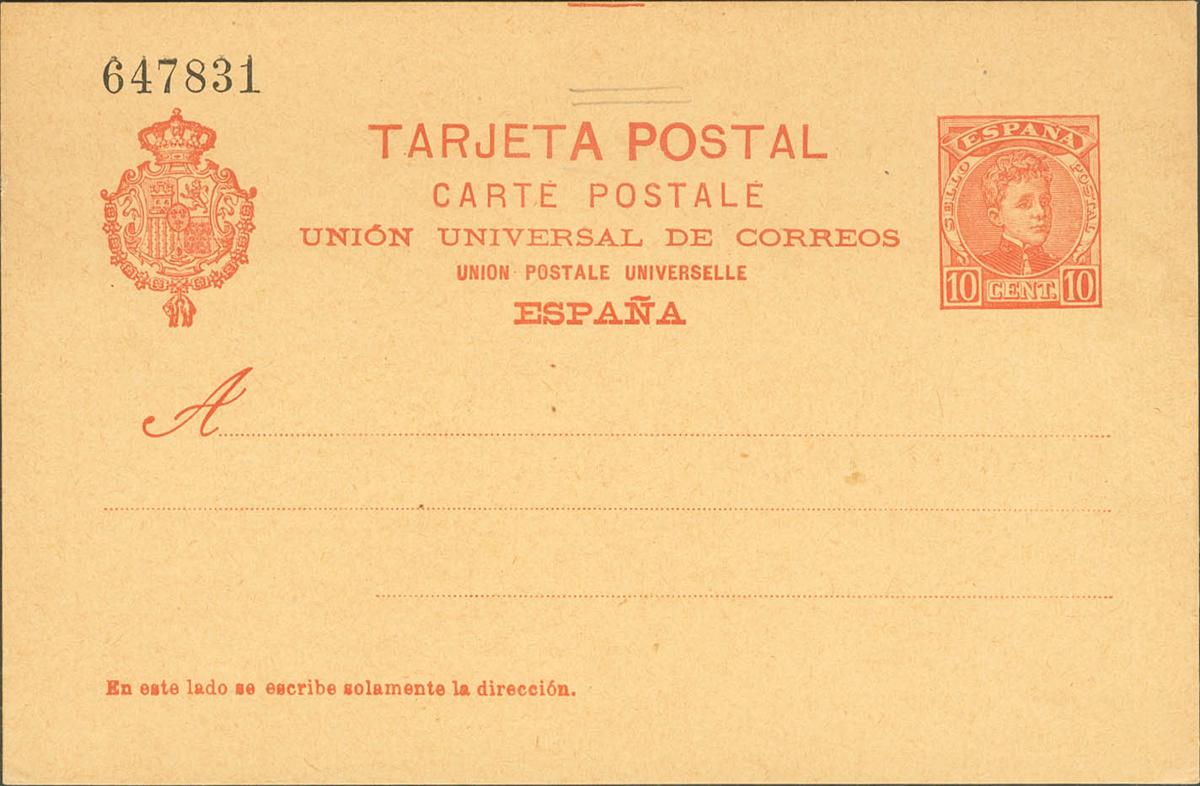 647831
TARJETA POSTAL
CARTE POSTALE
UNIÓN UNIVERSAL DE CORREOS
UNION POSTALE UNIVERSELLE
ESPAÑA
ESPAÑA
SELLO
POSTAL
10 CENT. 10
A
En este lado se escribe solamente la dirección.